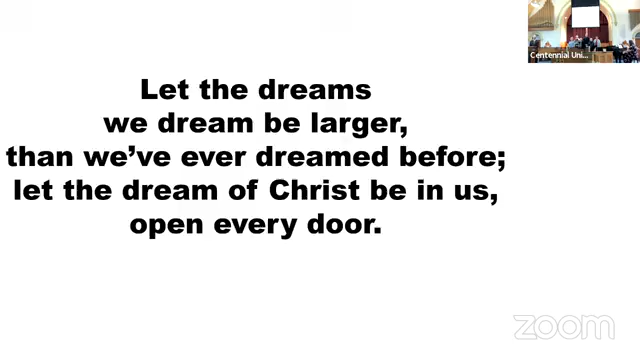 Centennial Uni...
Let the dreams
we dream be larger,
than we've ever dreamed before;
let the dream of Christ be in us,
open every door.
zoom